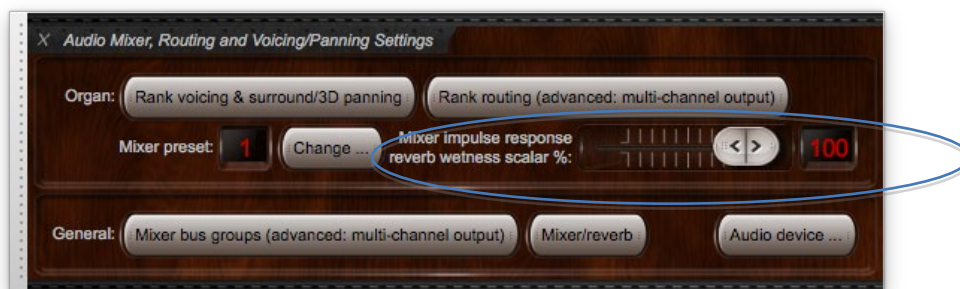 X Audio Mixer, Routing and Voicing/Panning Settings
Organ: Rank voicing & surround/3D panning Rank routing (advanced: multi-channel output)
Mixer preset: 1 Change ... Mixer impulse response
reverb wetness scalar %: < > 100
General: Mixer bus groups (advanced: multi-channel output) Mixer/reverb Audio device ...